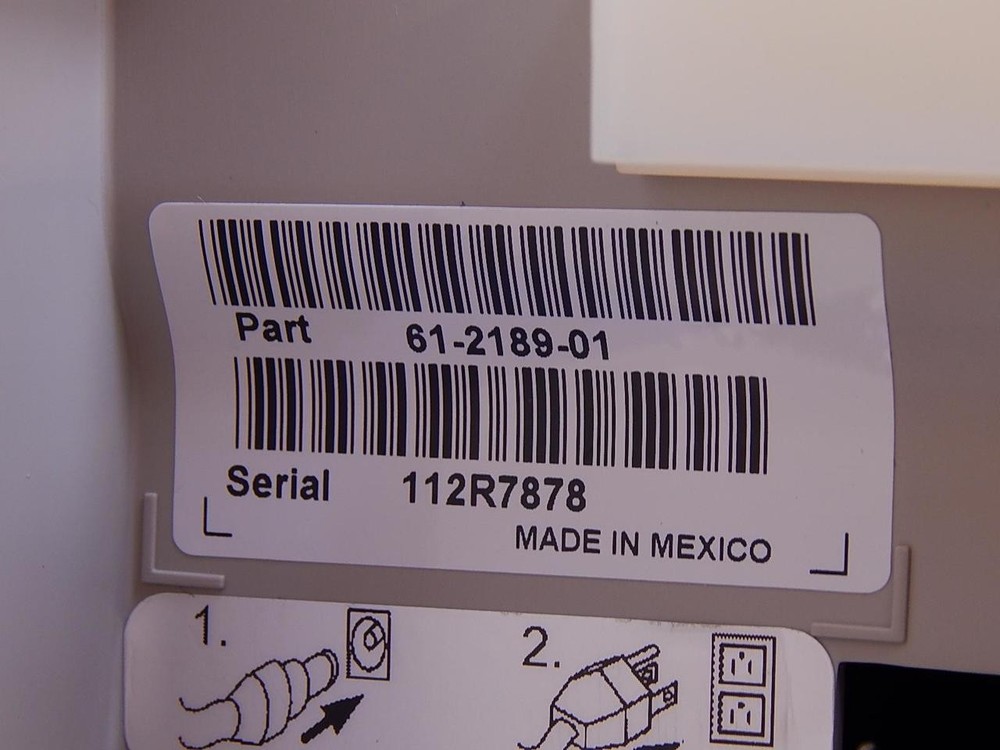 Part 61-2189-01
Serial 112R7878
MADE IN MEXICO
1. 2.